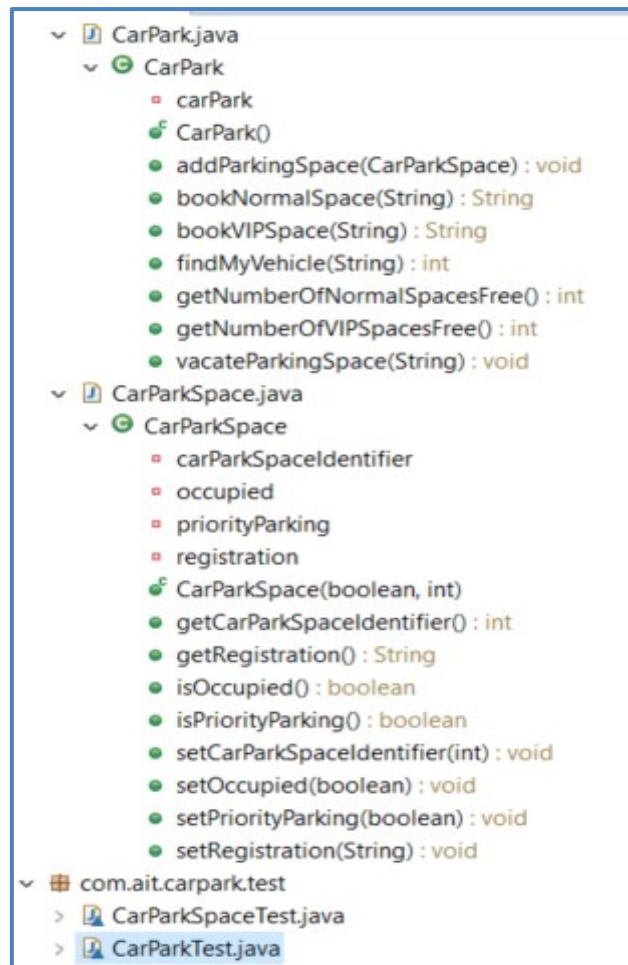 CarPark.java
CarPark
carPark
CarPark()
addParkingSpace(CarParkSpace) : void
bookNormalSpace(String) : String
bookVIPSpace(String) : String
findMyVehicle(String) : int
getNumberOfNormalSpacesFree() : int
getNumberOfVIPSpacesFree() : int
vacateParkingSpace(String) : void
CarParkSpace.java
CarParkSpace
carParkSpaceIdentifier
occupied
priorityParking
registration
CarParkSpace(boolean, int)
getCarParkSpaceIdentifier() : int
getRegistration() : String
isOccupied() : boolean
isPriorityParking() : boolean
setCarParkSpaceIdentifier(int) : void
setOccupied(boolean) : void
setPriorityParking(boolean) : void
setRegistration(String) : void
com.ait.carpark.test
CarParkSpaceTest.java
CarParkTest.java